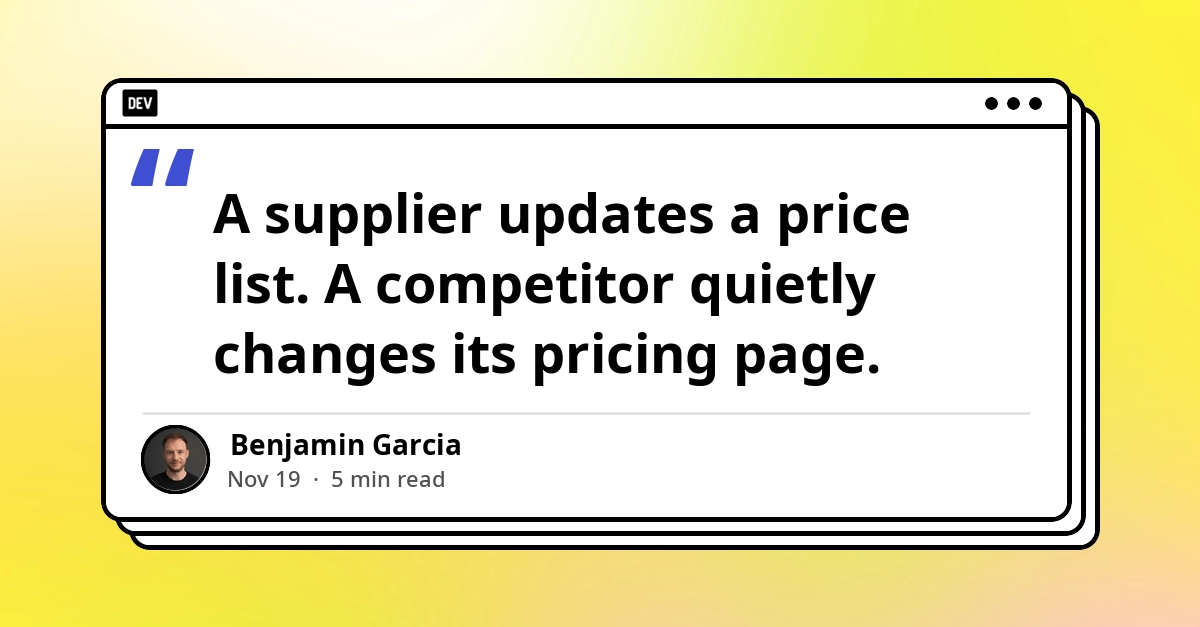 DEV
“
A supplier updates a price
list. A competitor quietly
changes its pricing page.
Benjamin Garcia
Nov 19 · 5 min read